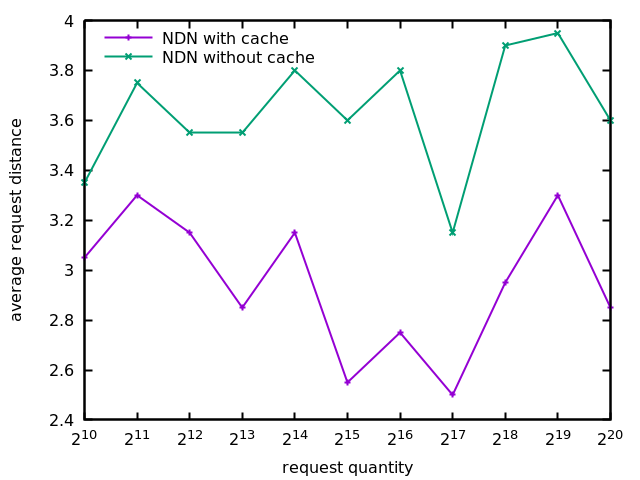 4
3.8
3.6
3.4
3.2
3
2.8
2.6
2.4
average request distance
NDN with cache
NDN without cache
2^10 2^11 2^12 2^13 2^14 2^15 2^16 2^17 2^18 2^19 2^20
request quantity